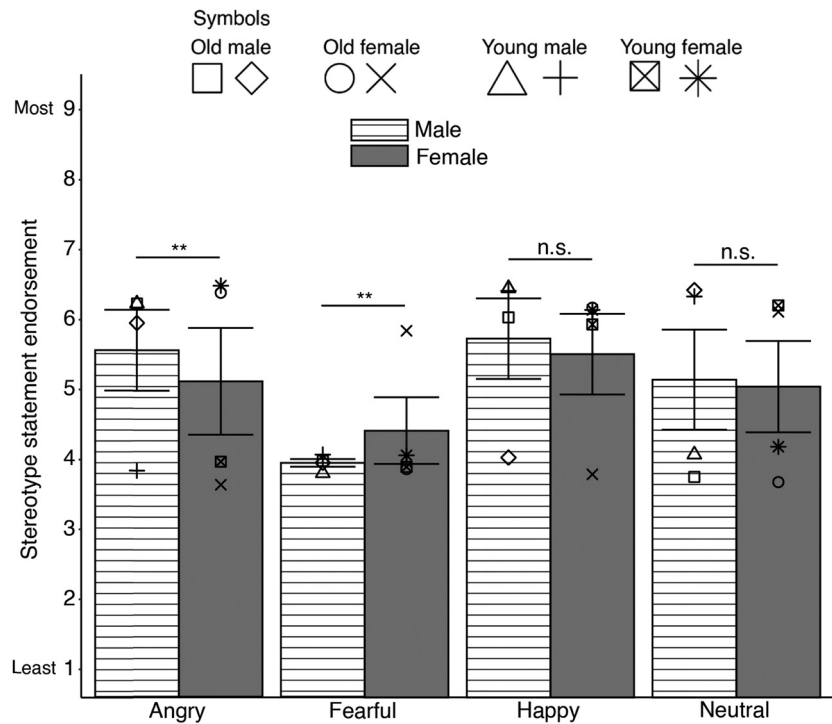 Symbols
Old male Old female Young male Young female
Male
Female
Stereotype statement endorsement
Most 9
8
7
6
5
4
3
2
Least 1
** ** n.s. n.s.
Angry Fearful Happy Neutral